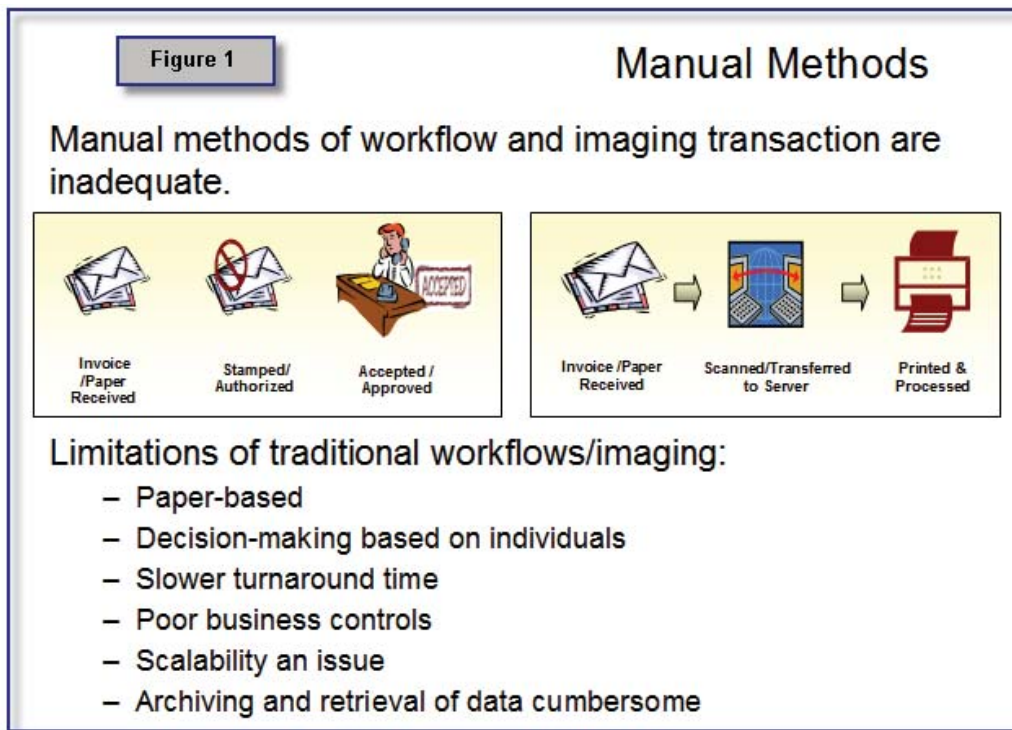 Figure 1
Manual Methods
Manual methods of workflow and imaging transaction are
inadequate.
ACCEPTED
Invoice
/Paper
Received
Stamped/
Authorized
Accepted /
Approved
Invoice /Paper
Received
Scanned/Transferred
to Server
Printed &
Processed
Limitations of traditional workflows/imaging:
– Paper-based
– Decision-making based on individuals
– Slower turnaround time
– Poor business controls
– Scalability an issue
– Archiving and retrieval of data cumbersome